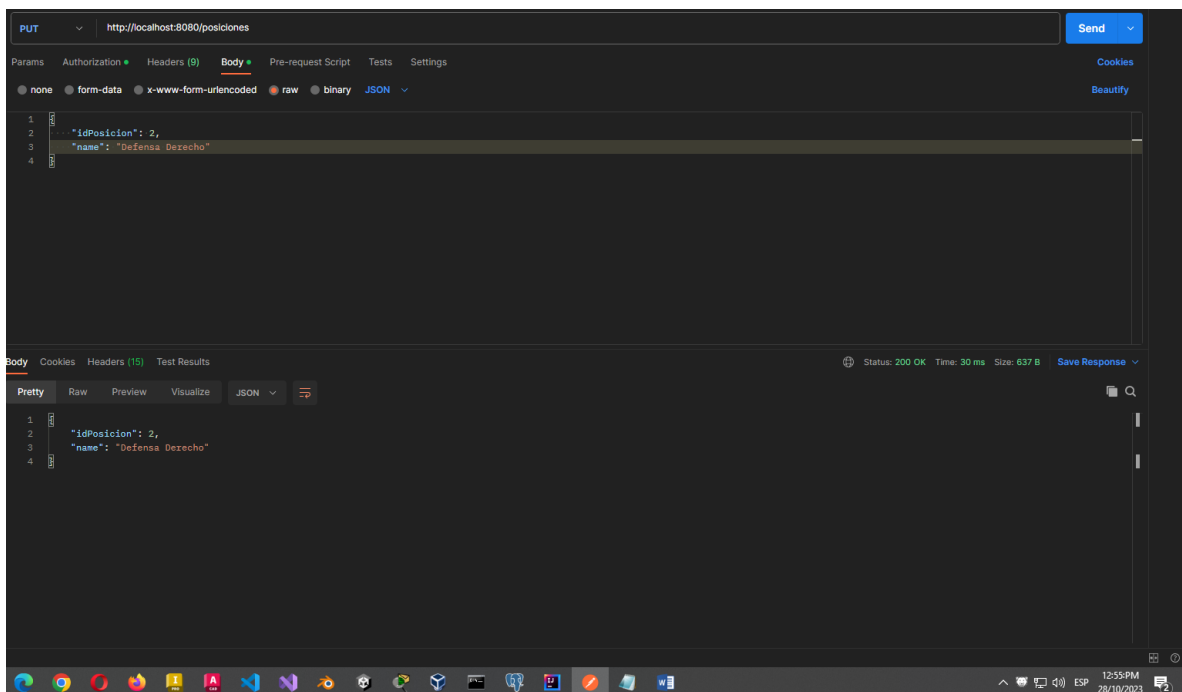 PUT http://localhost:8080/posiciones Send
Params Authorization Headers (9) Body Pre-request Script Tests Settings Cookies
none form-data x-www-form-urlencoded raw binary JSON Beautify
1 {
2 "idPosicion": 2,
3 "name": "Defensa Derecho"
4 }
Body Cookies Headers (15) Test Results Status: 200 OK Time: 30 ms Size: 637 B Save Response
Pretty Raw Preview Visualize JSON
1 {
2 "idPosicion": 2,
3 "name": "Defensa Derecho"
4 }
ESP 12:55:PM
28/10/2023